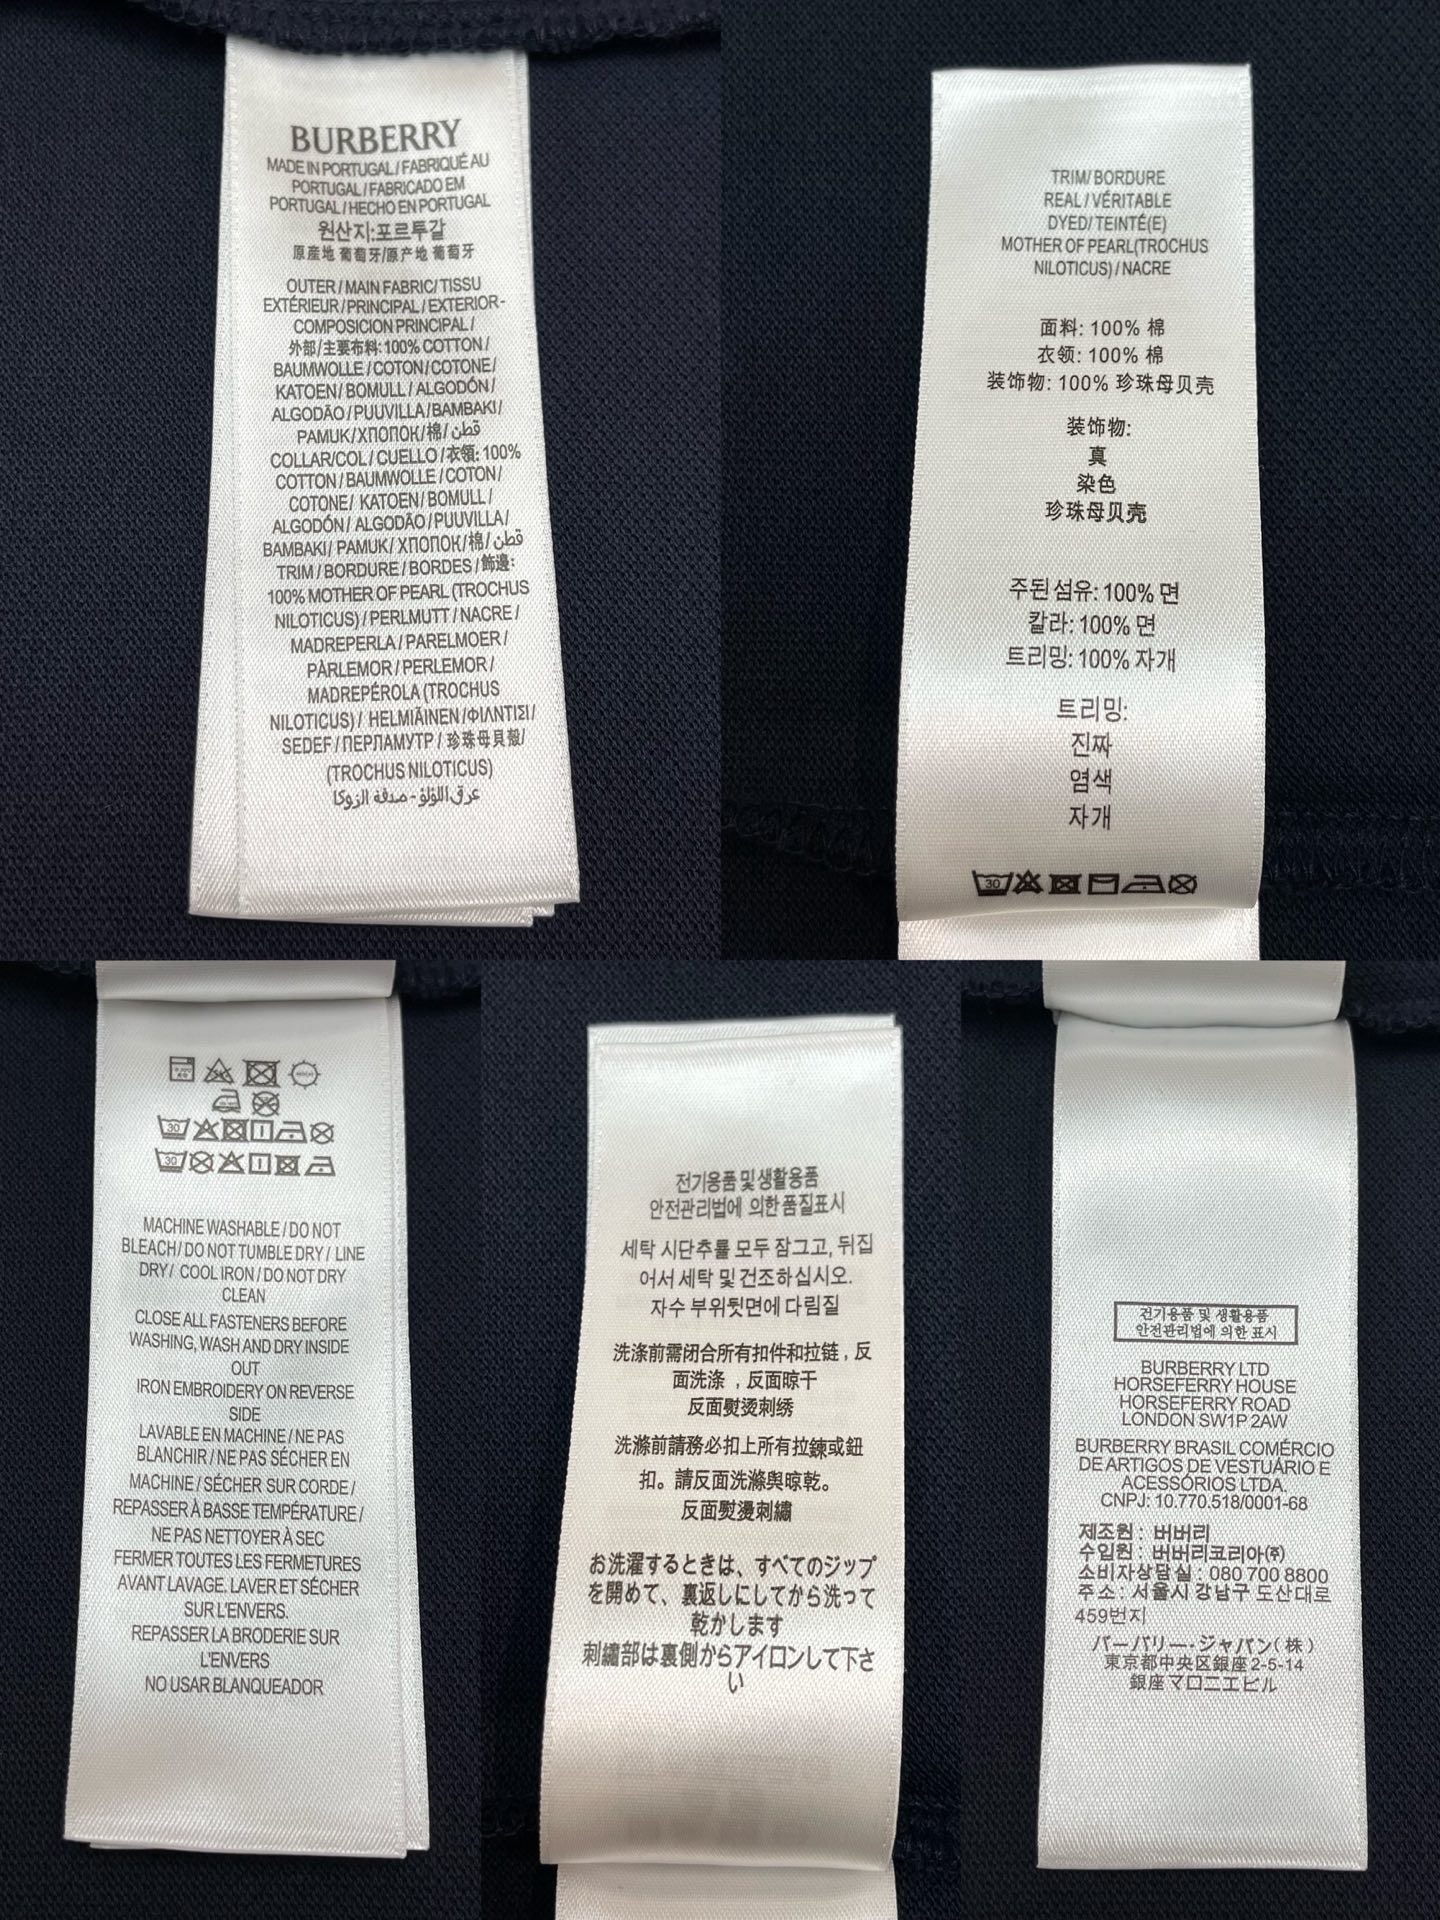 BURBERRY
MADE IN PORTUGAL / FABRIQUÉ AU
PORTUGAL / FABRICADO EM
PORTUGAL / HECHO EN PORTUGAL
원산지:포르투갈
原産地 葡萄牙/原产地 葡萄牙
OUTER / MAIN FABRIC/ TISSU
EXTÉRIEUR / PRINCIPAL / EXTERIOR-
COMPOSICION PRINCIPAL /
外部/主要布料: 100% COTTON /
BAUMWOLLE / COTON / COTONE /
KATOEN / BOMULL / ALGODÓN /
ALGODÃO / PUUVILLA / BAMBAKI /
PAMUK / ХЛОПОК / 棉 / قطن
COLLAR/COL / CUELLO / 衣領: 100%
COTTON / BAUMWOLLE / COTON /
COTONE/ KATOEN / BOMULL /
ALGODÓN / ALGODÃO / PUUVILLA /
BAMBAKI / PAMUK / ХЛОПОК / 棉 / قطن
TRIM / BORDURE / BORDES / 飾邊:
100% MOTHER OF PEARL (TROCHUS
NILOTICUS) / PERLMUTT / NACRE /
MADREPERLA / PARELMOER /
PÄRLEMOR / PERLEMOR /
MADREPÉROLA (TROCHUS
NILOTICUS) / HELMIÄINEN /ΦΙΛΝΤΙΣΙ /
SEDEF / ПЕРЛАМУТР / 珍珠母貝殼/
(TROCHUS NILOTICUS)
عرق اللؤلؤ - صدفة الزوكا
TRIM/ BORDURE
REAL / VÉRITABLE
DYED/ TEINTÉ(E)
MOTHER OF PEARL(TROCHUS
NILOTICUS) / NACRE
面料: 100% 棉
衣领: 100% 棉
装饰物: 100% 珍珠母贝壳
装饰物:
真
染色
珍珠母贝壳
주된 섬유: 100% 면
칼라: 100% 면
트리밍: 100% 자개
트리밍:
진짜
염색
자개
30
30
30
MACHINE WASHABLE / DO NOT
BLEACH / DO NOT TUMBLE DRY / LINE
DRY / COOL IRON / DO NOT DRY
CLEAN
CLOSE ALL FASTENERS BEFORE
WASHING, WASH AND DRY INSIDE
OUT
IRON EMBROIDERY ON REVERSE
SIDE
LAVABLE EN MACHINE / NE PAS
BLANCHIR / NE PAS SÉCHER EN
MACHINE / SÉCHER SUR CORDE /
REPASSER À BASSE TEMPÉRATURE /
NE PAS NETTOYER À SEC
FERMER TOUTES LES FERMETURES
AVANT LAVAGE. LAVER ET SÉCHER
SUR L'ENVERS.
REPASSER LA BRODERIE SUR
L'ENVERS
NO USAR BLANQUEADOR
전기용품 및 생활용품
안전관리법에 의한 품질표시
세탁 시단추를 모두 잠그고, 뒤집
어서 세탁 및 건조하십시오.
자수 부위뒷면에 다림질
洗涤前需闭合所有扣件和拉链，反
面洗涤，反面晾干
反面熨烫刺绣
洗滌前請務必扣上所有拉鍊或鈕
扣。請反面洗滌與晾乾。
反面熨燙刺繡
お洗濯するときは、すべてのジップ
を開めて、裏返しにしてから洗って
乾かします
刺繡部は裏側からアイロンして下さ
い
전기용품 및 생활용품
안전관리법에 의한 표시
BURBERRY LTD
HORSEFERRY HOUSE
HORSEFERRY ROAD
LONDON SW1P 2AW
BURBERRY BRASIL COMÉRCIO
DE ARTIGOS DE VESTUÁRIO E
ACESSÓRIOS LTDA.
CNPJ: 10.770.518/0001-68
제조원 : 버버리
수입원 : 버버리코리아㈜
소비자상담실 : 080 700 8800
주소 : 서울시 강남구 도산대로
459번지
バーバリー・ジャパン(株)
東京都中央区銀座2-5-14
銀座マロニエビル